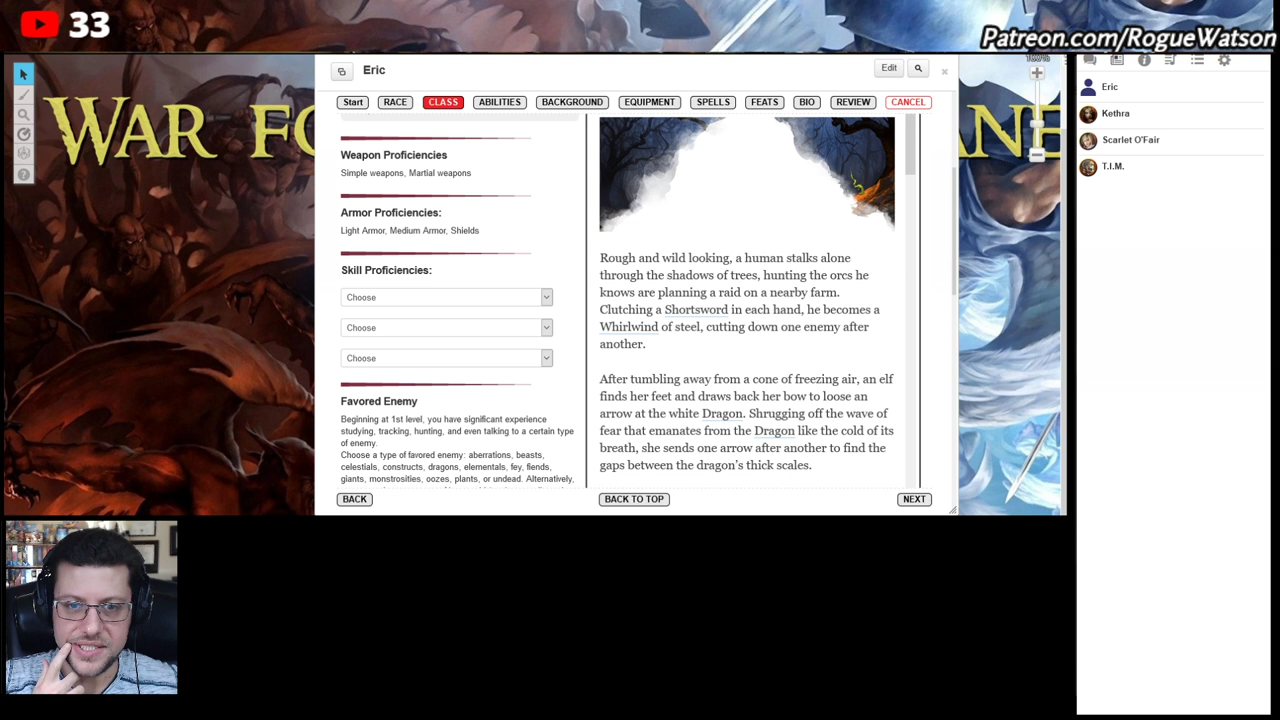 33
Patreon.com/RogueWatson
WAR FO
ANE
100%
Eric
Edit
×
Start RACE CLASS ABILITIES BACKGROUND EQUIPMENT SPELLS FEATS BIO REVIEW CANCEL
Weapon Proficiencies
Simple weapons, Martial weapons
Armor Proficiencies:
Light Armor, Medium Armor, Shields
Skill Proficiencies:
Choose
Choose
Choose
Favored Enemy
Beginning at 1st level, you have significant experience
studying, tracking, hunting, and even talking to a certain type
of enemy.
Choose a type of favored enemy: aberrations, beasts,
celestials, constructs, dragons, elementals, fey, fiends,
giants, monstrosities, oozes, plants, or undead. Alternatively,
Rough and wild looking, a human stalks alone
through the shadows of trees, hunting the orcs he
knows are planning a raid on a nearby farm.
Clutching a Shortsword in each hand, he becomes a
Whirlwind of steel, cutting down one enemy after
another.
After tumbling away from a cone of freezing air, an elf
finds her feet and draws back her bow to loose an
arrow at the white Dragon. Shrugging off the wave of
fear that emanates from the Dragon like the cold of its
breath, she sends one arrow after another to find the
gaps between the dragon's thick scales.
BACK
BACK TO TOP
NEXT
Eric
Kethra
Scarlet O'Fair
T.I.M.